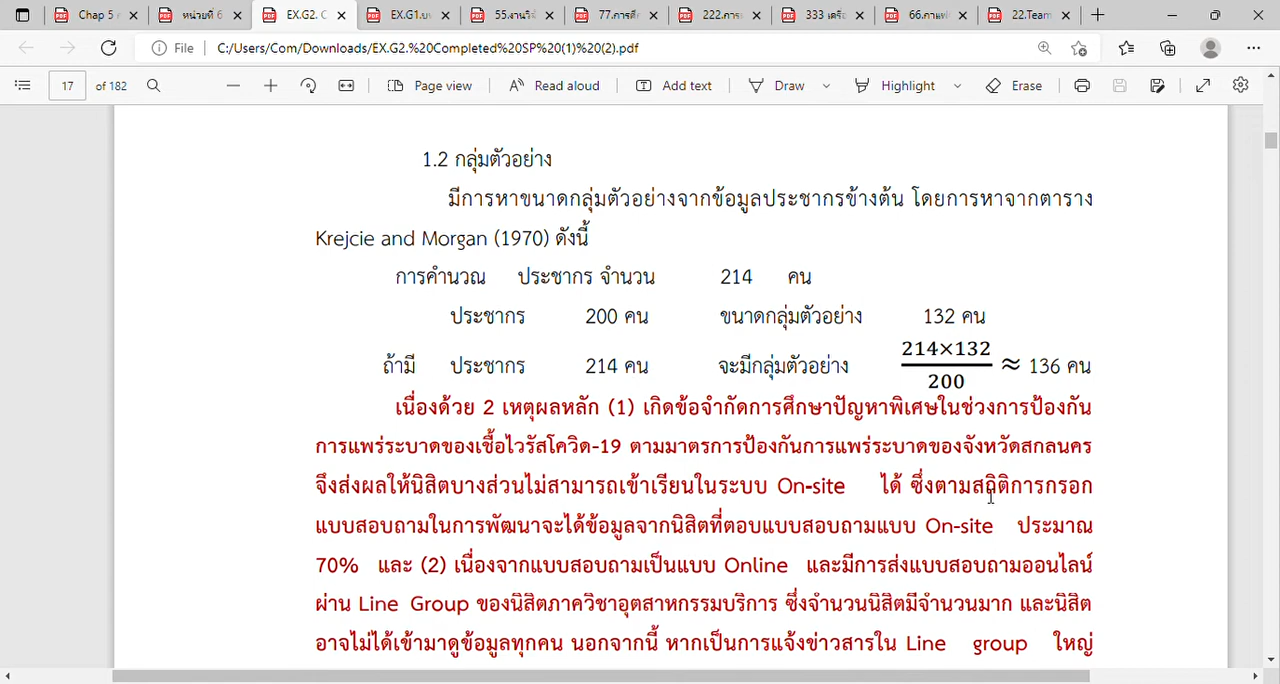 Chap 5
หน่วยที่ 6
EX.G2. C
EX.G1.บท
55.งานวิจั
77.การศึก
222.การเ
333 เครื่อ
66.กาแฟ
22.Team
File C:/Users/Com/Downloads/EX.G2.%20Completed%20SP%20(1)%20(2).pdf
17 of 182 Page view Read aloud Add text Draw Highlight Erase
1.2 กลุ่มตัวอย่าง
มีการหาขนาดกลุ่มตัวอย่างจากข้อมูลประชากรข้างต้น โดยการหาจากตาราง
Krejcie and Morgan (1970) ดังนี้
การคำนวณ ประชากร จำนวน 214 คน
ประชากร 200 คน ขนาดกลุ่มตัวอย่าง 132 คน
ถ้ามี ประชากร 214 คน จะมีกลุ่มตัวอย่าง 214×132/200 ≈ 136 คน
เนื่องด้วย 2 เหตุผลหลัก (1) เกิดข้อจำกัดการศึกษาปัญหาพิเศษในช่วงการป้องกัน
การแพร่ระบาดของเชื้อไวรัสโควิด-19 ตามมาตรการป้องกันการแพร่ระบาดของจังหวัดสกลนคร
จึงส่งผลให้นิสิตบางส่วนไม่สามารถเข้าเรียนในระบบ On-site ได้ ซึ่งตามสถิติการกรอก
แบบสอบถามในการพัฒนาจะได้ข้อมูลจากนิสิตที่ตอบแบบสอบถามแบบ On-site ประมาณ
70% และ (2) เนื่องจากแบบสอบถามเป็นแบบ Online และมีการส่งแบบสอบถามออนไลน์
ผ่าน Line Group ของนิสิตภาควิชาอุตสาหกรรมบริการ ซึ่งจำนวนนิสิตมีจำนวนมาก และนิสิต
อาจไม่ได้เข้ามาดูข้อมูลทุกคน นอกจากนี้ หากเป็นการแจ้งข่าวสารใน Line group ใหญ่